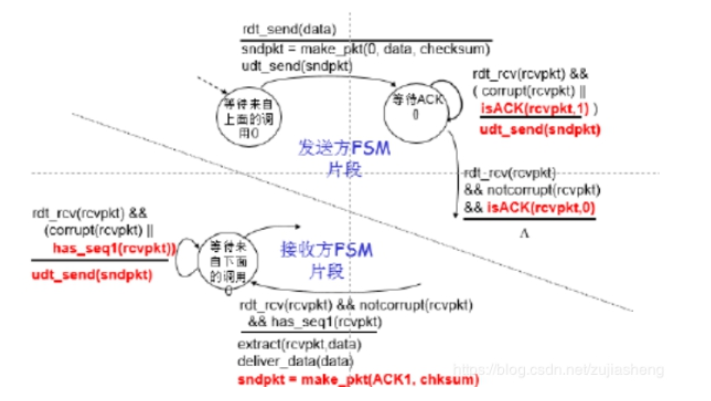 rdt_send(data)
sndpkt = make_pkt(0, data, checksum)
udt_send(sndpkt)
等待来自
上面的调
用0
等待ACK
0
rdt_rcv(rcvpkt) &&
( corrupt(rcvpkt) ||
isACK(rcvpkt,1) )
udt_send(sndpkt)
发送方FSM
片段
rdt_rcv(rcvpkt)
&& notcorrupt(rcvpkt)
&& isACK(rcvpkt,0)
Λ
rdt_rcv(rcvpkt) &&
(corrupt(rcvpkt) ||
has_seq1(rcvpkt))
udt_send(sndpkt)
等待来
自下面
的调用
0
接收方FSM
片段
rdt_rcv(rcvpkt) && notcorrupt(rcvpkt)
&& has_seq1(rcvpkt)
extract(rcvpkt,data)
deliver_data(data)
sndpkt = make_pkt(ACK1, chksum)
https://blog.csdn.net/zujiasheng